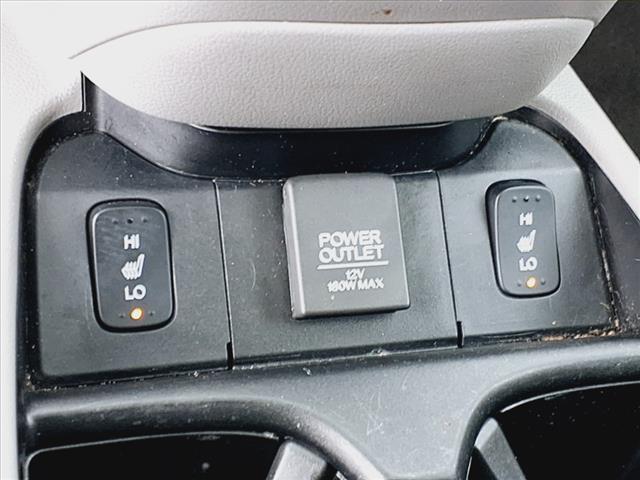 HI
LO
POWER
OUTLET
12V
180W MAX
HI
LO